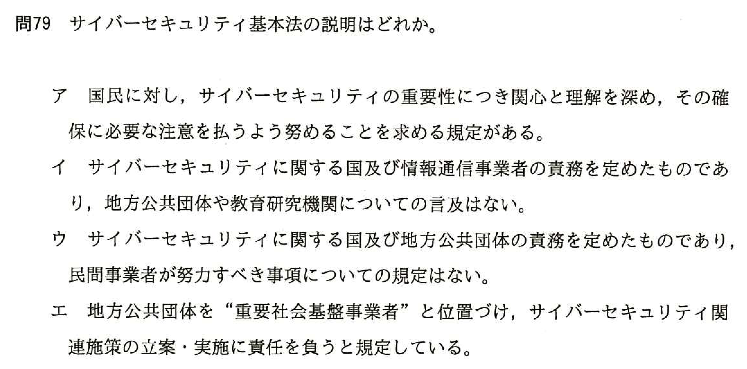 問79 サイバーセキュリティ基本法の説明はどれか。
ア 国民に対し，サイバーセキュリティの重要性につき関心と理解を深め，その確
保に必要な注意を払うよう努めることを求める規定がある。
イ サイバーセキュリティに関する国及び情報通信事業者の責務を定めたものであ
り，地方公共団体や教育研究機関についての言及はない。
ウ サイバーセキュリティに関する国及び地方公共団体の責務を定めたものであり，
民間事業者が努力すべき事項についての規定はない。
エ 地方公共団体を“重要社会基盤事業者”と位置づけ，サイバーセキュリティ関
連施策の立案・実施に責任を負うと規定している。